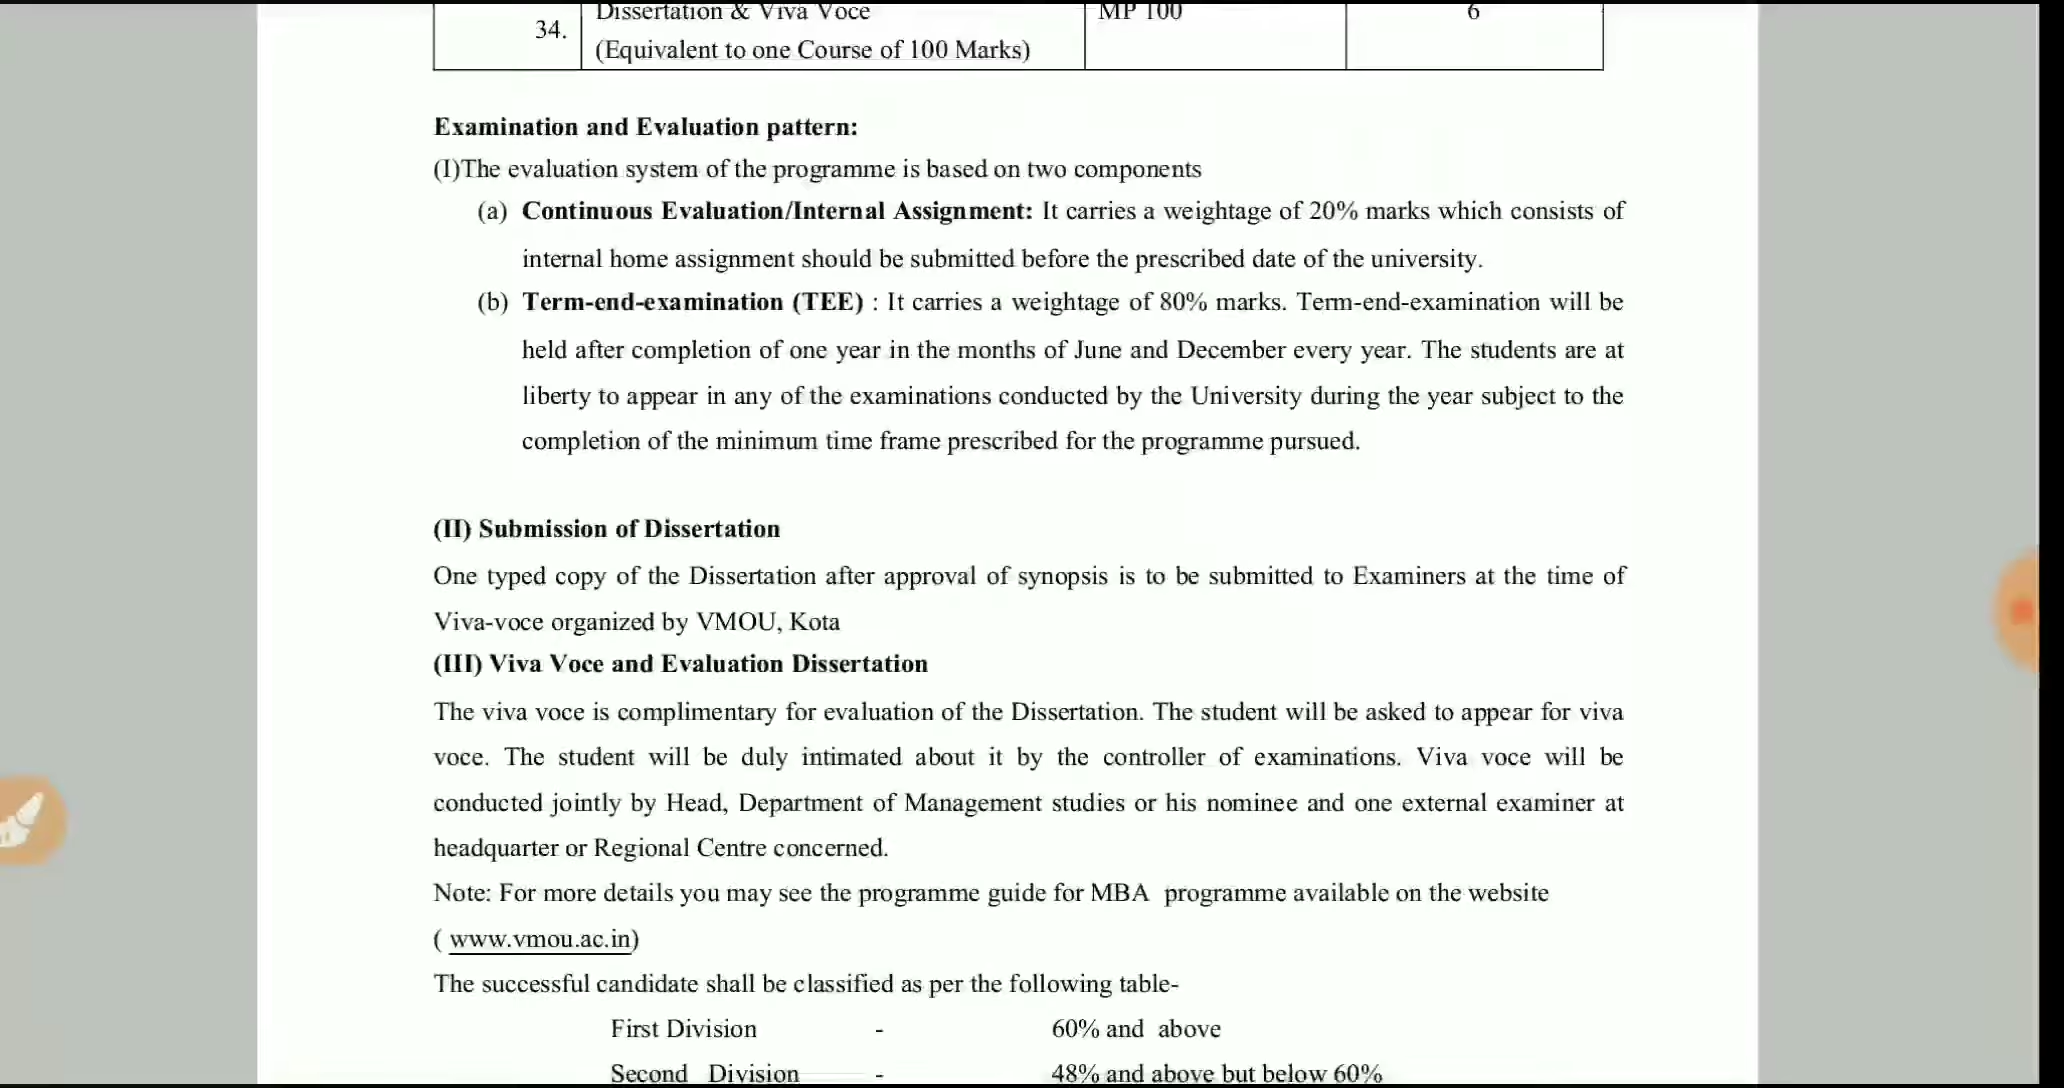 34. Dissertation & Viva Voce MP 100 6
(Equivalent to one Course of 100 Marks)
Examination and Evaluation pattern:
(I)The evaluation system of the programme is based on two components
(a) Continuous Evaluation/Internal Assignment: It carries a weightage of 20% marks which consists of
internal home assignment should be submitted before the prescribed date of the university.
(b) Term-end-examination (TEE) : It carries a weightage of 80% marks. Term-end-examination will be
held after completion of one year in the months of June and December every year. The students are at
liberty to appear in any of the examinations conducted by the University during the year subject to the
completion of the minimum time frame prescribed for the programme pursued.
(II) Submission of Dissertation
One typed copy of the Dissertation after approval of synopsis is to be submitted to Examiners at the time of
Viva-voce organized by VMOU, Kota
(III) Viva Voce and Evaluation Dissertation
The viva voce is complimentary for evaluation of the Dissertation. The student will be asked to appear for viva
voce. The student will be duly intimated about it by the controller of examinations. Viva voce will be
conducted jointly by Head, Department of Management studies or his nominee and one external examiner at
headquarter or Regional Centre concerned.
Note: For more details you may see the programme guide for MBA programme available on the website
( www.vmou.ac.in)
The successful candidate shall be classified as per the following table-
First Division - 60% and above
Second Division - 48% and above but below 60%